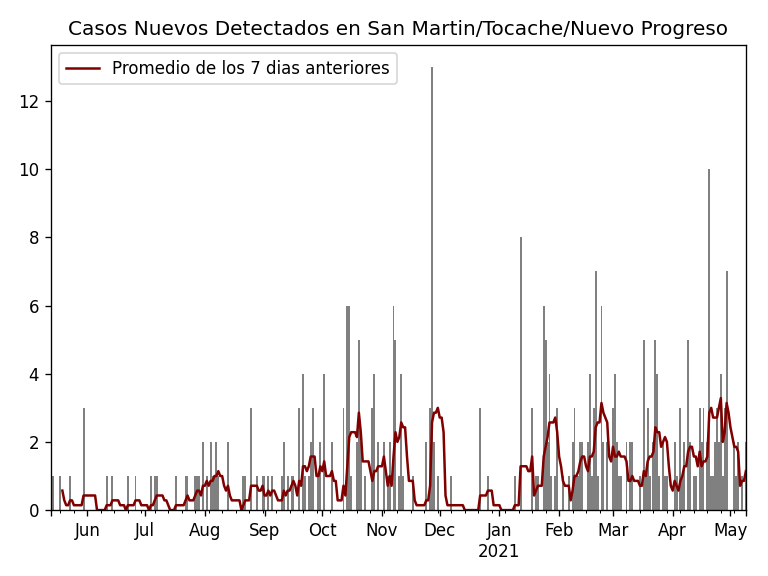 Casos Nuevos Detectados en San Martin/Tocache/Nuevo Progreso
Promedio de los 7 dias anteriores
12
10
8
6
4
2
0
Jun Jul Aug Sep Oct Nov Dec Jan Feb Mar Apr May
2021